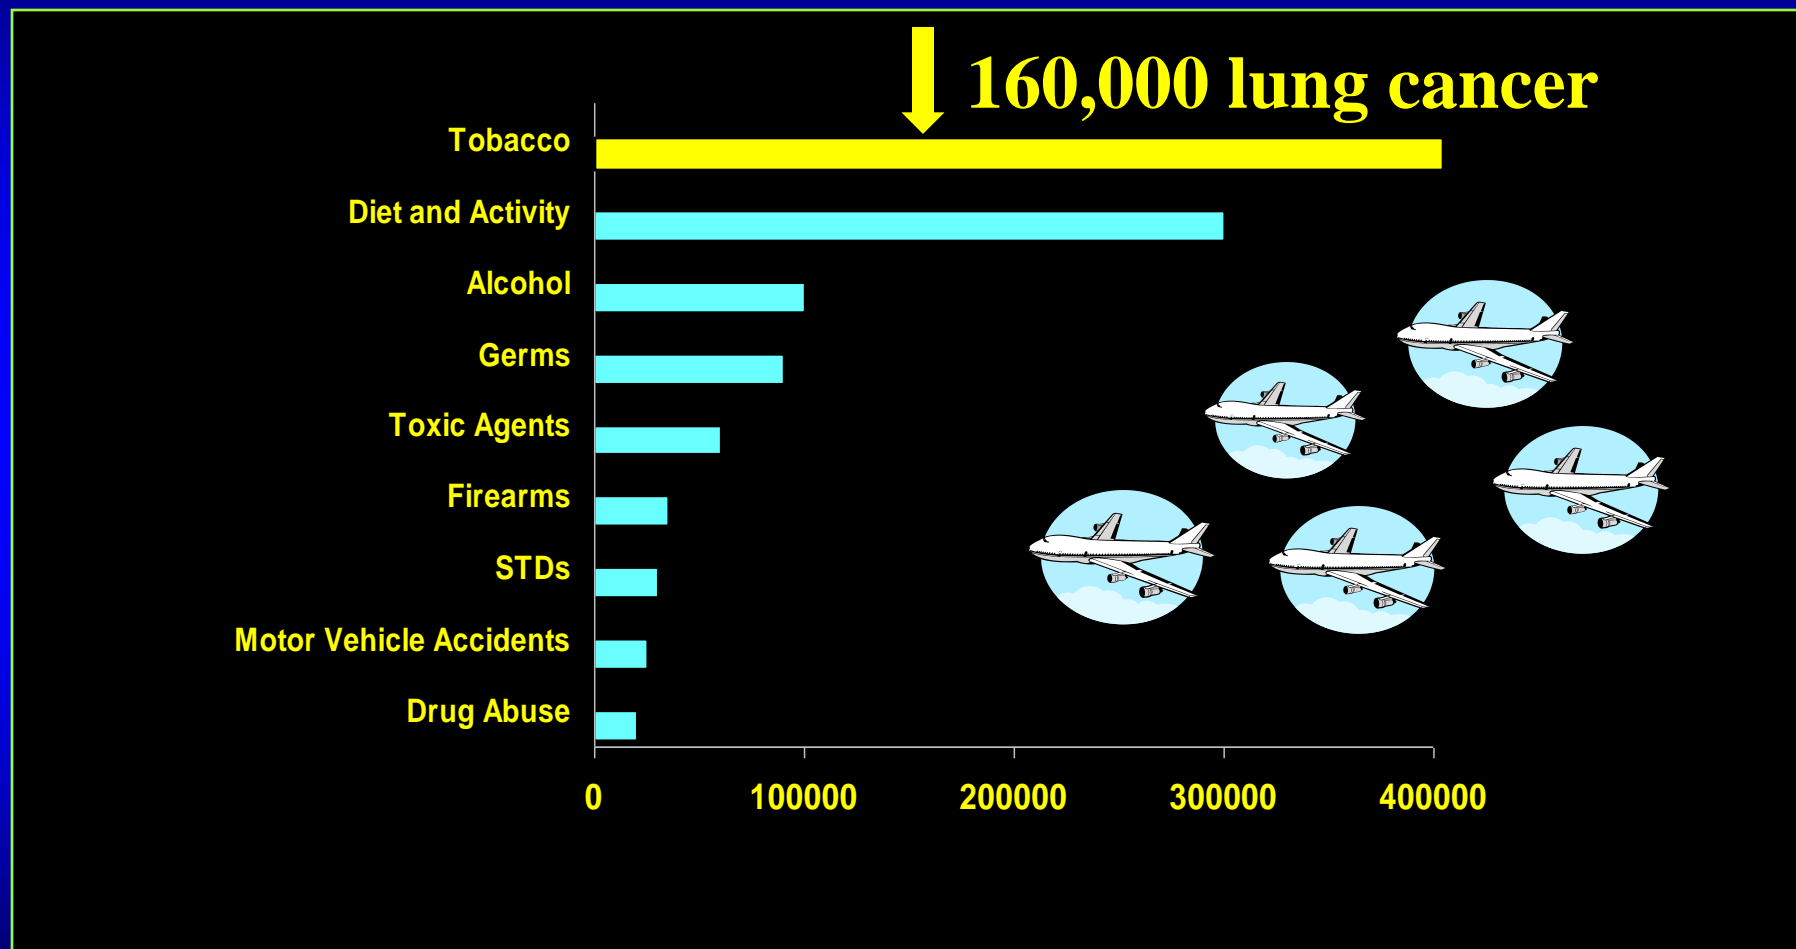 160,000 lung cancer
Tobacco
Diet and Activity
Alcohol
Germs
Toxic Agents
Firearms
STDs
Motor Vehicle Accidents
Drug Abuse
0 100000 200000 300000 400000